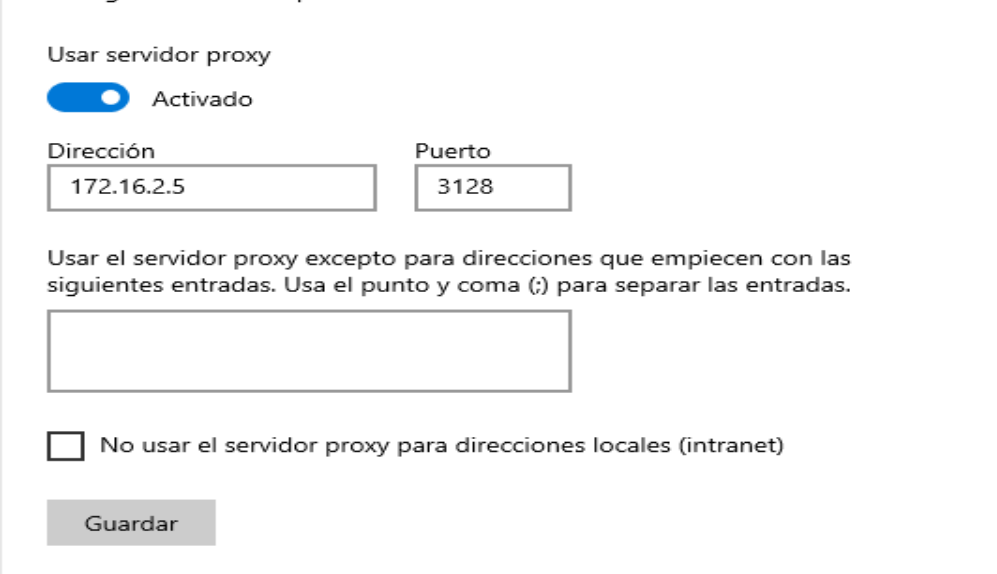 Usar servidor proxy
Activado
Dirección Puerto
172.16.2.5 3128
Usar el servidor proxy excepto para direcciones que empiecen con las
siguientes entradas. Usa el punto y coma (;) para separar las entradas.
No usar el servidor proxy para direcciones locales (intranet)
Guardar